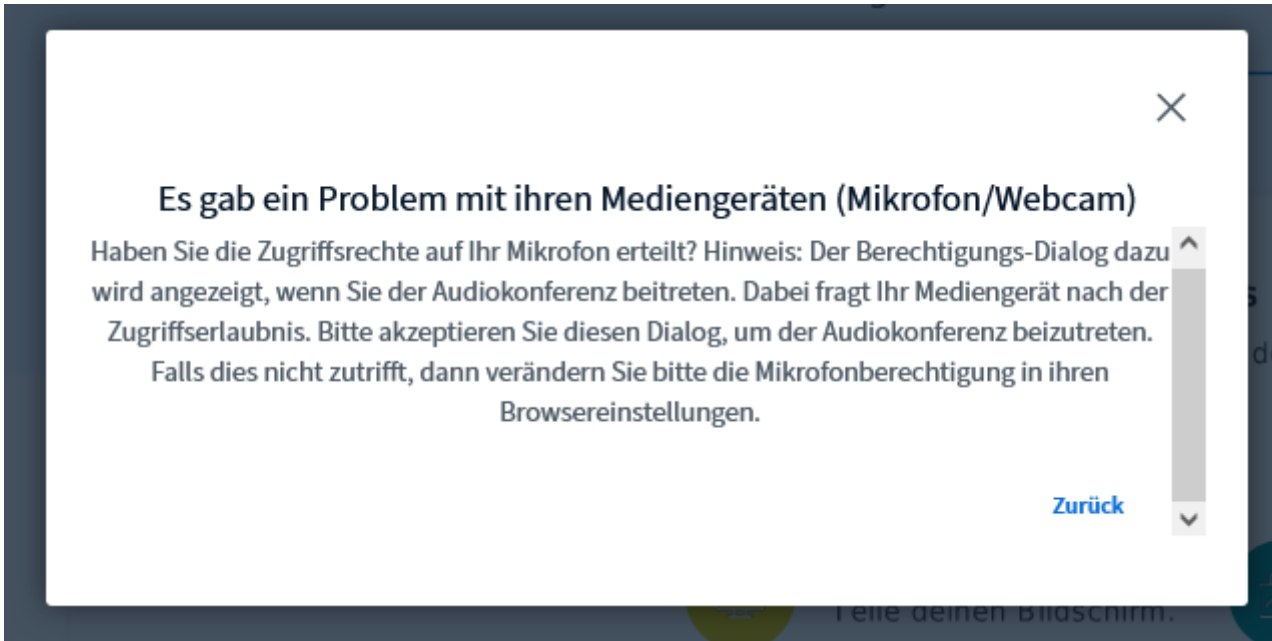 Es gab ein Problem mit ihren Mediengeräten (Mikrofon/Webcam)
Haben Sie die Zugriffsrechte auf Ihr Mikrofon erteilt? Hinweis: Der Berechtigungs-Dialog dazu
wird angezeigt, wenn Sie der Audiokonferenz beitreten. Dabei fragt Ihr Mediengerät nach der
Zugriffserlaubnis. Bitte akzeptieren Sie diesen Dialog, um der Audiokonferenz beizutreten.
Falls dies nicht zutrifft, dann verändern Sie bitte die Mikrofonberechtigung in ihren
Browsereinstellungen.
Zurück
Teile deinen Bildschirm.